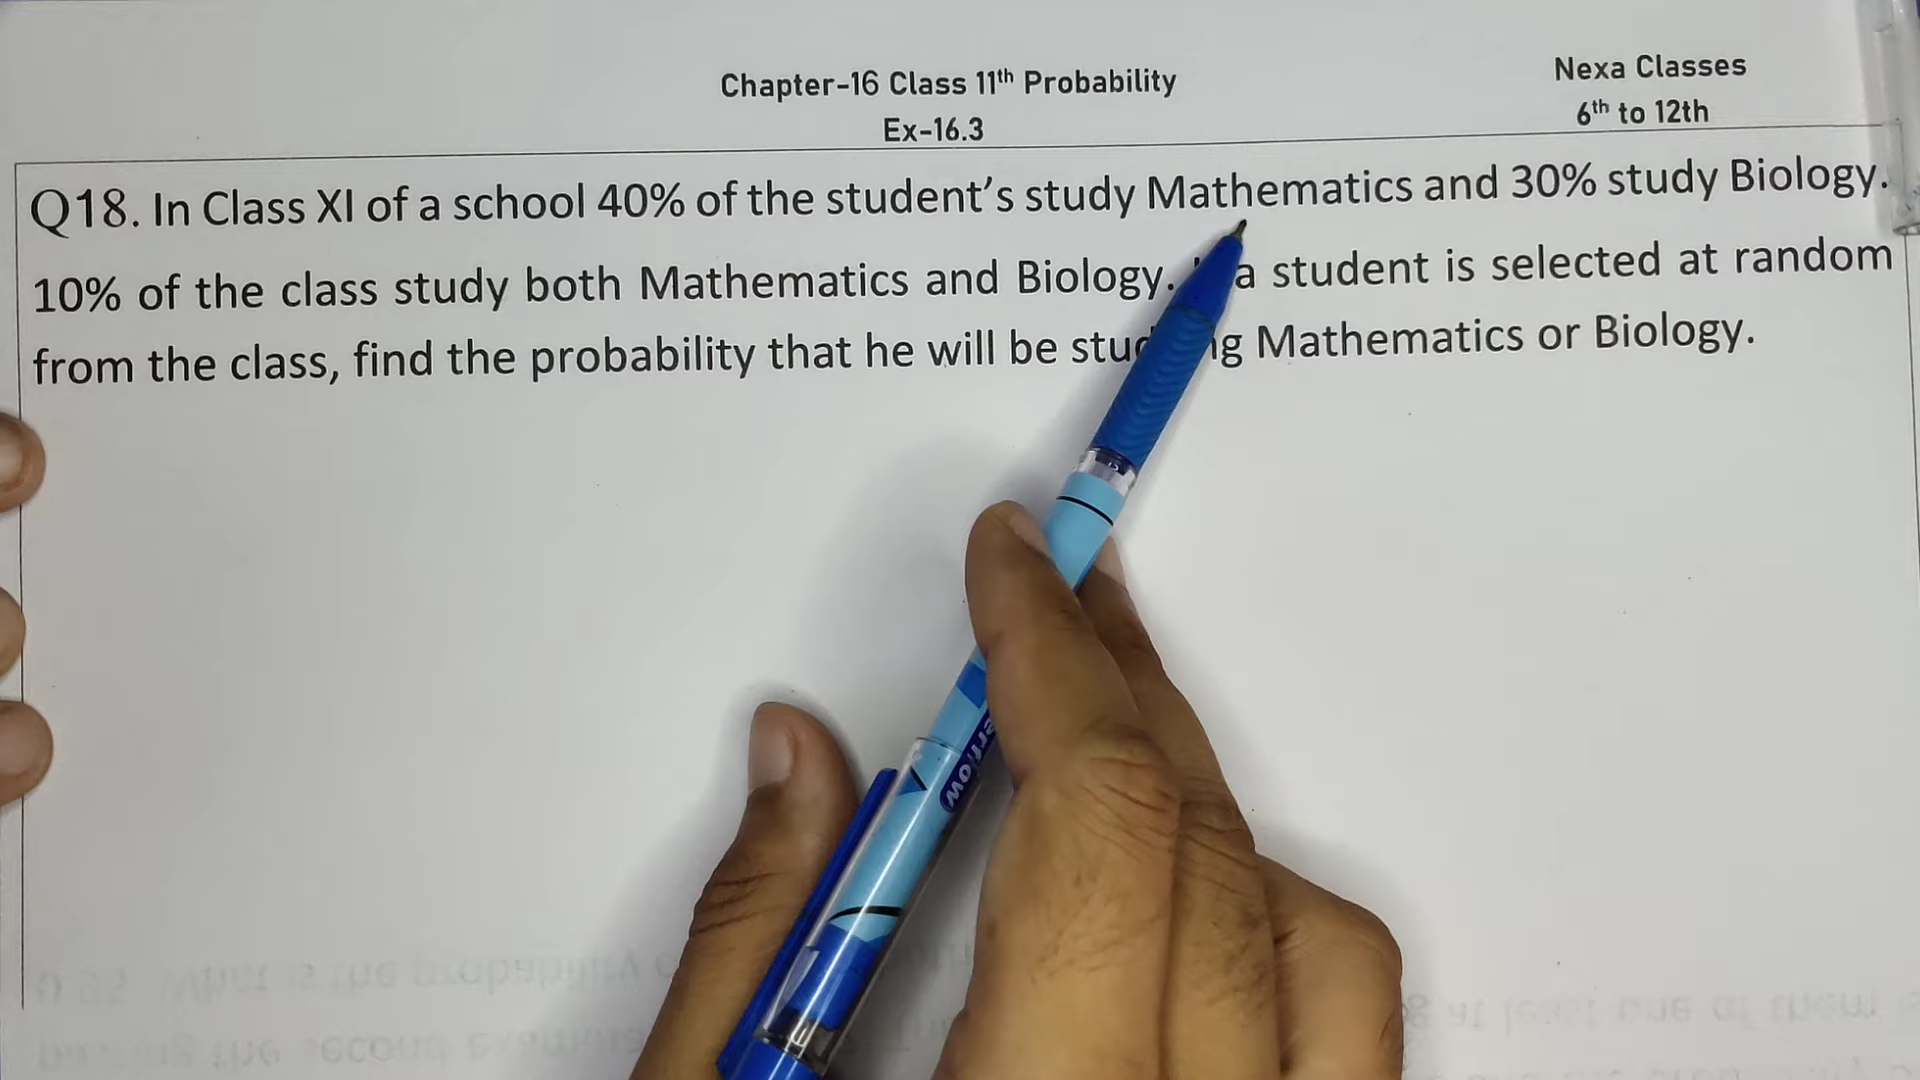 Chapter-16 Class 11th Probability
Ex-16.3
Nexa Classes
6th to 12th
Q18. In Class XI of a school 40% of the student's study Mathematics and 30% study Biology.
10% of the class study both Mathematics and Biology. a student is selected at random
from the class, find the probability that he will be Mathematics or Biology.